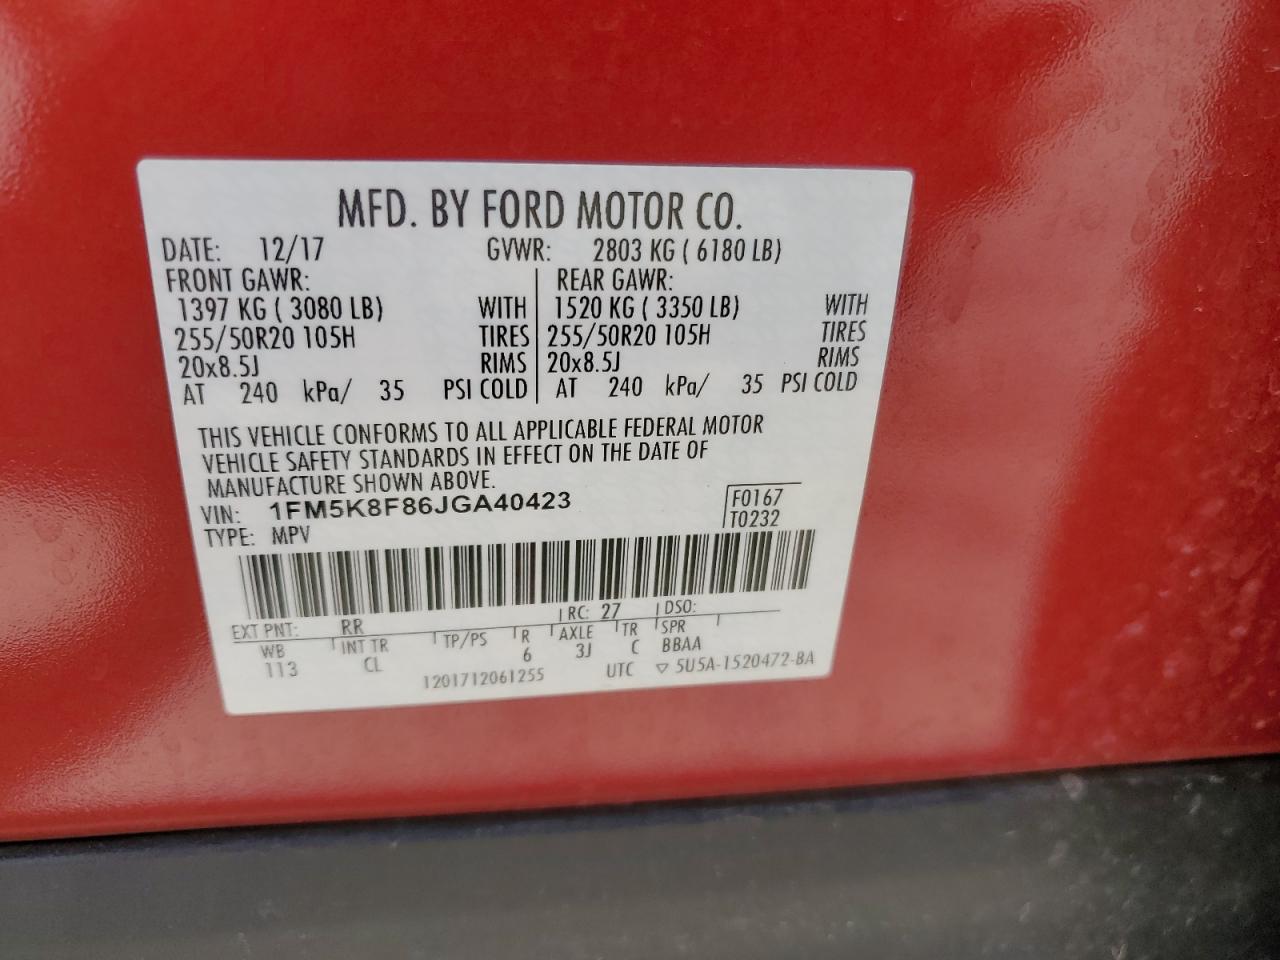 MFD. BY FORD MOTOR CO.
DATE: 12/17 GVWR: 2803 KG ( 6180 LB)
FRONT GAWR: REAR GAWR:
1397 KG ( 3080 LB) WITH 1520 KG ( 3350 LB) WITH
255/50R20 105H TIRES 255/50R20 105H TIRES
20x8.5J RIMS 20x8.5J RIMS
AT 240 kPa/ 35 PSI COLD AT 240 kPa/ 35 PSI COLD
THIS VEHICLE CONFORMS TO ALL APPLICABLE FEDERAL MOTOR
VEHICLE SAFETY STANDARDS IN EFFECT ON THE DATE OF
MANUFACTURE SHOWN ABOVE.
VIN: 1FM5K8F86JGA40423 F0167
TYPE: MPV T0232
EXT PNT: RR RC: 27 DSO:
WB INT TR TP/PS R AXLE TR SPR
113 CL 6 3J C BBAA
1201712061255 UTC ▽ 5U5A-1520472-BA